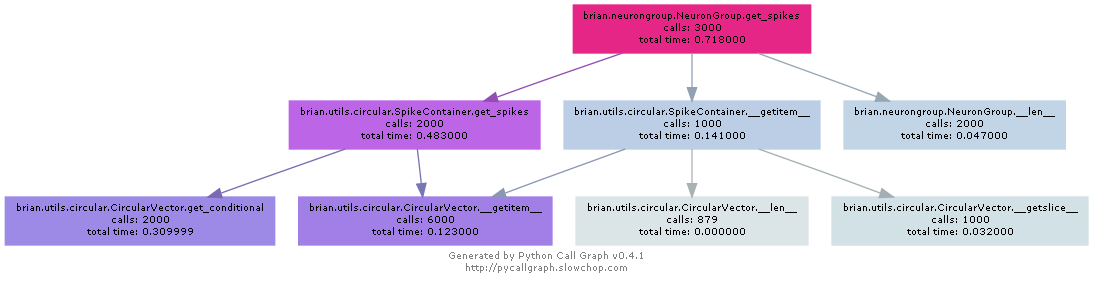 brian.neurongroup.NeuronGroup.get_spikes
calls: 3000
total time: 0.718000
brian.utils.circular.SpikeContainer.get_spikes
calls: 2000
total time: 0.483000
brian.utils.circular.SpikeContainer.__getitem__
calls: 1000
total time: 0.141000
brian.neurongroup.NeuronGroup.__len__
calls: 2000
total time: 0.047000
brian.utils.circular.CircularVector.get_conditional
calls: 2000
total time: 0.309999
brian.utils.circular.CircularVector.__getitem__
calls: 6000
total time: 0.123000
brian.utils.circular.CircularVector.__len__
calls: 879
total time: 0.000000
brian.utils.circular.CircularVector.__getslice__
calls: 1000
total time: 0.032000
Generated by Python Call Graph v0.4.1
http://pycallgraph.slowchop.com